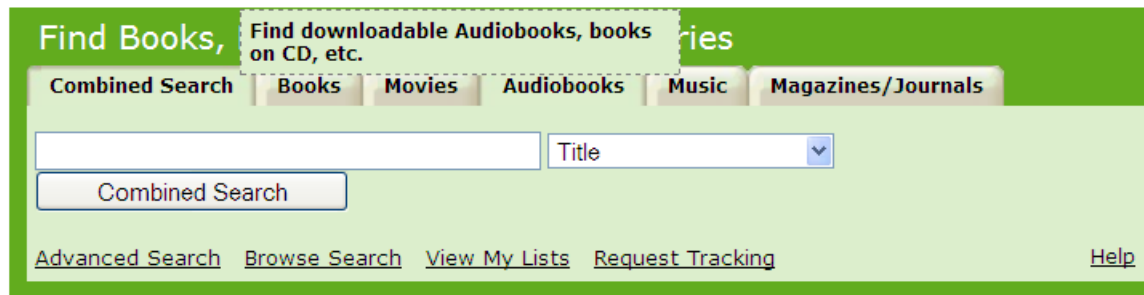 Find Books, ries
Find downloadable Audiobooks, books
on CD, etc.
Combined Search Books Movies Audiobooks Music Magazines/Journals
Title
Combined Search
Advanced Search Browse Search View My Lists Request Tracking Help